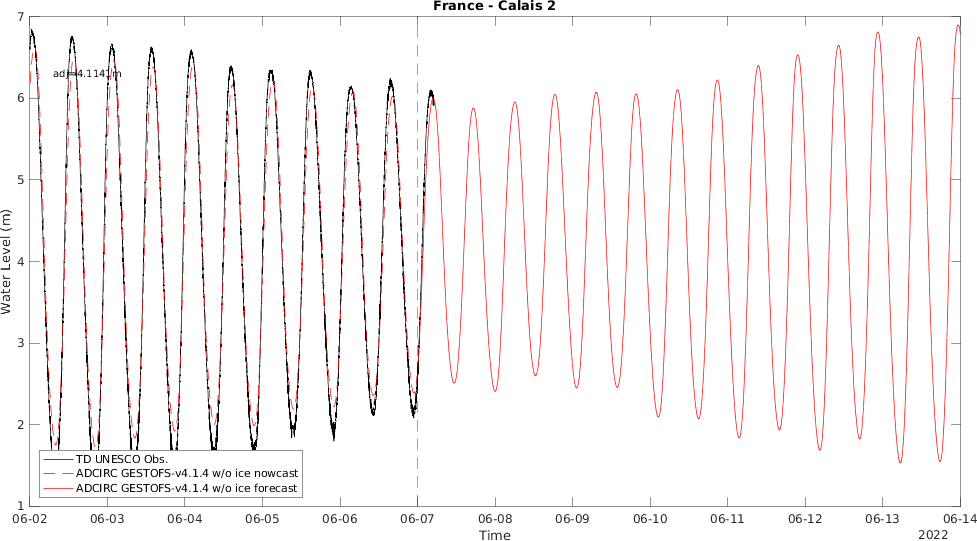 France - Calais 2
7
adj=4.1141m
6
5
4
3
2
1
Water Level (m)
TD UNESCO Obs.
ADCIRC GESTOFS-v4.1.4 w/o ice nowcast
ADCIRC GESTOFS-v4.1.4 w/o ice forecast
06-02 06-03 06-04 06-05 06-06 06-07 06-08 06-09 06-10 06-11 06-12 06-13 06-14
Time
2022